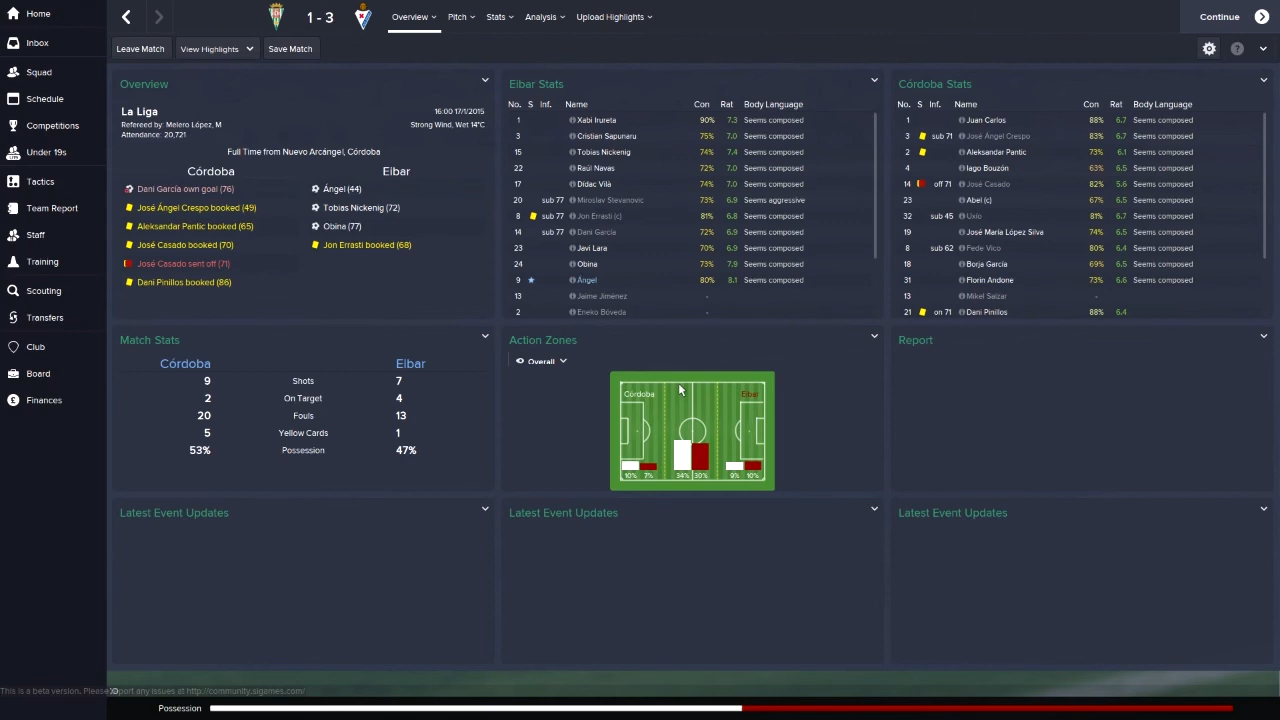 Home
Inbox
Squad
Schedule
Competitions
Under 19s
Tactics
Team Report
Staff
Training
Scouting
Transfers
Club
Board
Finances
1 - 3
Overview Pitch Stats Analysis Upload Highlights
Continue
Leave Match View Highlights Save Match
Overview
La Liga 16:00 17/1/2015
Refereed by: Melero López, M Strong Wind, Wet 14°C
Attendance: 20,721
Full Time from Nuevo Arcángel, Córdoba
Córdoba Eibar
Dani García own goal (76) Ángel (44)
José Ángel Crespo booked (49) Tobias Nickenig (72)
Aleksandar Pantic booked (65) Obina (77)
José Casado booked (70) Jon Errasti booked (68)
José Casado sent off (71)
Dani Pinillos booked (86)
Eibar Stats
No. S Inf. Name Con Rat Body Language
1 Xabi Irureta 90% 7.3 Seems composed
3 Cristian Sapunaru 75% 7.0 Seems composed
15 Tobias Nickenig 74% 7.4 Seems composed
22 Raúl Navas 72% 7.0 Seems composed
17 Dídac Vilà 74% 7.0 Seems composed
20 sub 77 Miroslav Stevanovic 73% 6.9 Seems aggressive
8 sub 77 Jon Errasti (c) 81% 6.8 Seems composed
14 sub 77 Dani García 72% 6.9 Seems composed
23 Javi Lara 70% 6.9 Seems composed
24 Obina 73% 7.9 Seems composed
9 Ángel 80% 8.1 Seems composed
13 Jaime Jiménez -
2 Eneko Bóveda -
Córdoba Stats
No. S Inf. Name Con Rat Body Language
1 Juan Carlos 88% 6.7 Seems composed
3 sub 71 José Ángel Crespo 83% 6.7 Seems composed
2 Aleksandar Pantic 73% 6.1 Seems composed
4 Iago Bouzón 63% 6.5 Seems composed
14 off 71 José Casado 82% 5.6 Seems composed
23 Abel (c) 67% 6.5 Seems composed
32 sub 45 Uxío 81% 6.7 Seems composed
19 José María López Silva 74% 6.5 Seems composed
8 sub 62 Fede Vico 80% 6.4 Seems composed
18 Borja García 69% 6.5 Seems composed
31 Florin Andone 73% 6.6 Seems composed
13 Mikel Saizar -
21 on 71 Dani Pinillos 88% 6.4
Match Stats
Córdoba Eibar
9 Shots 7
2 On Target 4
20 Fouls 13
5 Yellow Cards 1
53% Possession 47%
Action Zones
Overall
Córdoba Eibar
10% 7% 34% 30% 9% 10%
Report
Latest Event Updates
Latest Event Updates
Latest Event Updates
This is a beta version. Please report any issues at http://community.sigames.com/
Possession